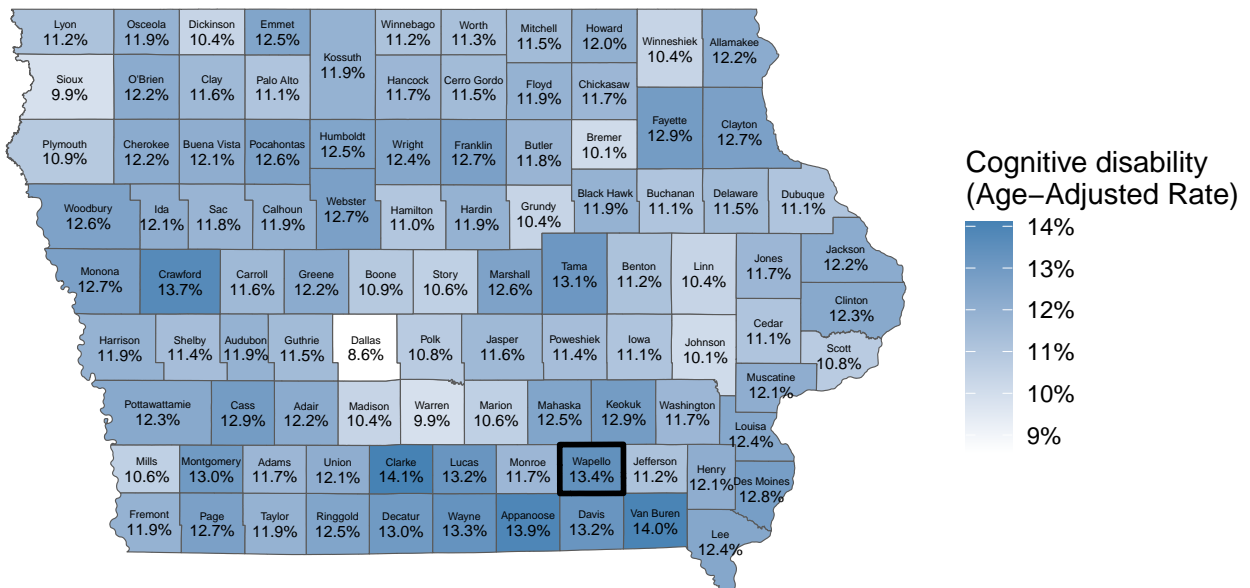 Lyon
11.2%
Osceola
11.9%
Dickinson
10.4%
Emmet
12.5%
Kossuth
11.9%
Winnebago
11.2%
Worth
11.3%
Mitchell
11.5%
Howard
12.0%
Winneshiek
10.4%
Allamakee
12.2%
Sioux
9.9%
O'Brien
12.2%
Clay
11.6%
Palo Alto
11.1%
Hancock
11.7%
Cerro Gordo
11.5%
Floyd
11.9%
Chickasaw
11.7%
Fayette
12.9%
Clayton
12.7%
Plymouth
10.9%
Cherokee
12.2%
Buena Vista
12.1%
Pocahontas
12.6%
Humboldt
12.5%
Wright
12.4%
Franklin
12.7%
Butler
11.8%
Bremer
10.1%
Woodbury
12.6%
Ida
12.1%
Sac
11.8%
Calhoun
11.9%
Webster
12.7%
Hamilton
11.0%
Hardin
11.9%
Grundy
10.4%
Black Hawk
11.9%
Buchanan
11.1%
Delaware
11.5%
Dubuque
11.1%
Monona
12.7%
Crawford
13.7%
Carroll
11.6%
Greene
12.2%
Boone
10.9%
Story
10.6%
Marshall
12.6%
Tama
13.1%
Benton
11.2%
Linn
10.4%
Jones
11.7%
Jackson
12.2%
Clinton
12.3%
Harrison
11.9%
Shelby
11.4%
Audubon
11.9%
Guthrie
11.5%
Dallas
8.6%
Polk
10.8%
Jasper
11.6%
Poweshiek
11.4%
Iowa
11.1%
Johnson
10.1%
Cedar
11.1%
Scott
10.8%
Muscatine
12.1%
Pottawattamie
12.3%
Cass
12.9%
Adair
12.2%
Madison
10.4%
Warren
9.9%
Marion
10.6%
Mahaska
12.5%
Keokuk
12.9%
Washington
11.7%
Louisa
12.4%
Mills
10.6%
Montgomery
13.0%
Adams
11.7%
Union
12.1%
Clarke
14.1%
Lucas
13.2%
Monroe
11.7%
Wapello
13.4%
Jefferson
11.2%
Henry
12.1%
Des Moines
12.8%
Fremont
11.9%
Page
12.7%
Taylor
11.9%
Ringgold
12.5%
Decatur
13.0%
Wayne
13.3%
Appanoose
13.9%
Davis
13.2%
Van Buren
14.0%
Lee
12.4%
Cognitive disability
(Age−Adjusted Rate)
14%
13%
12%
11%
10%
9%